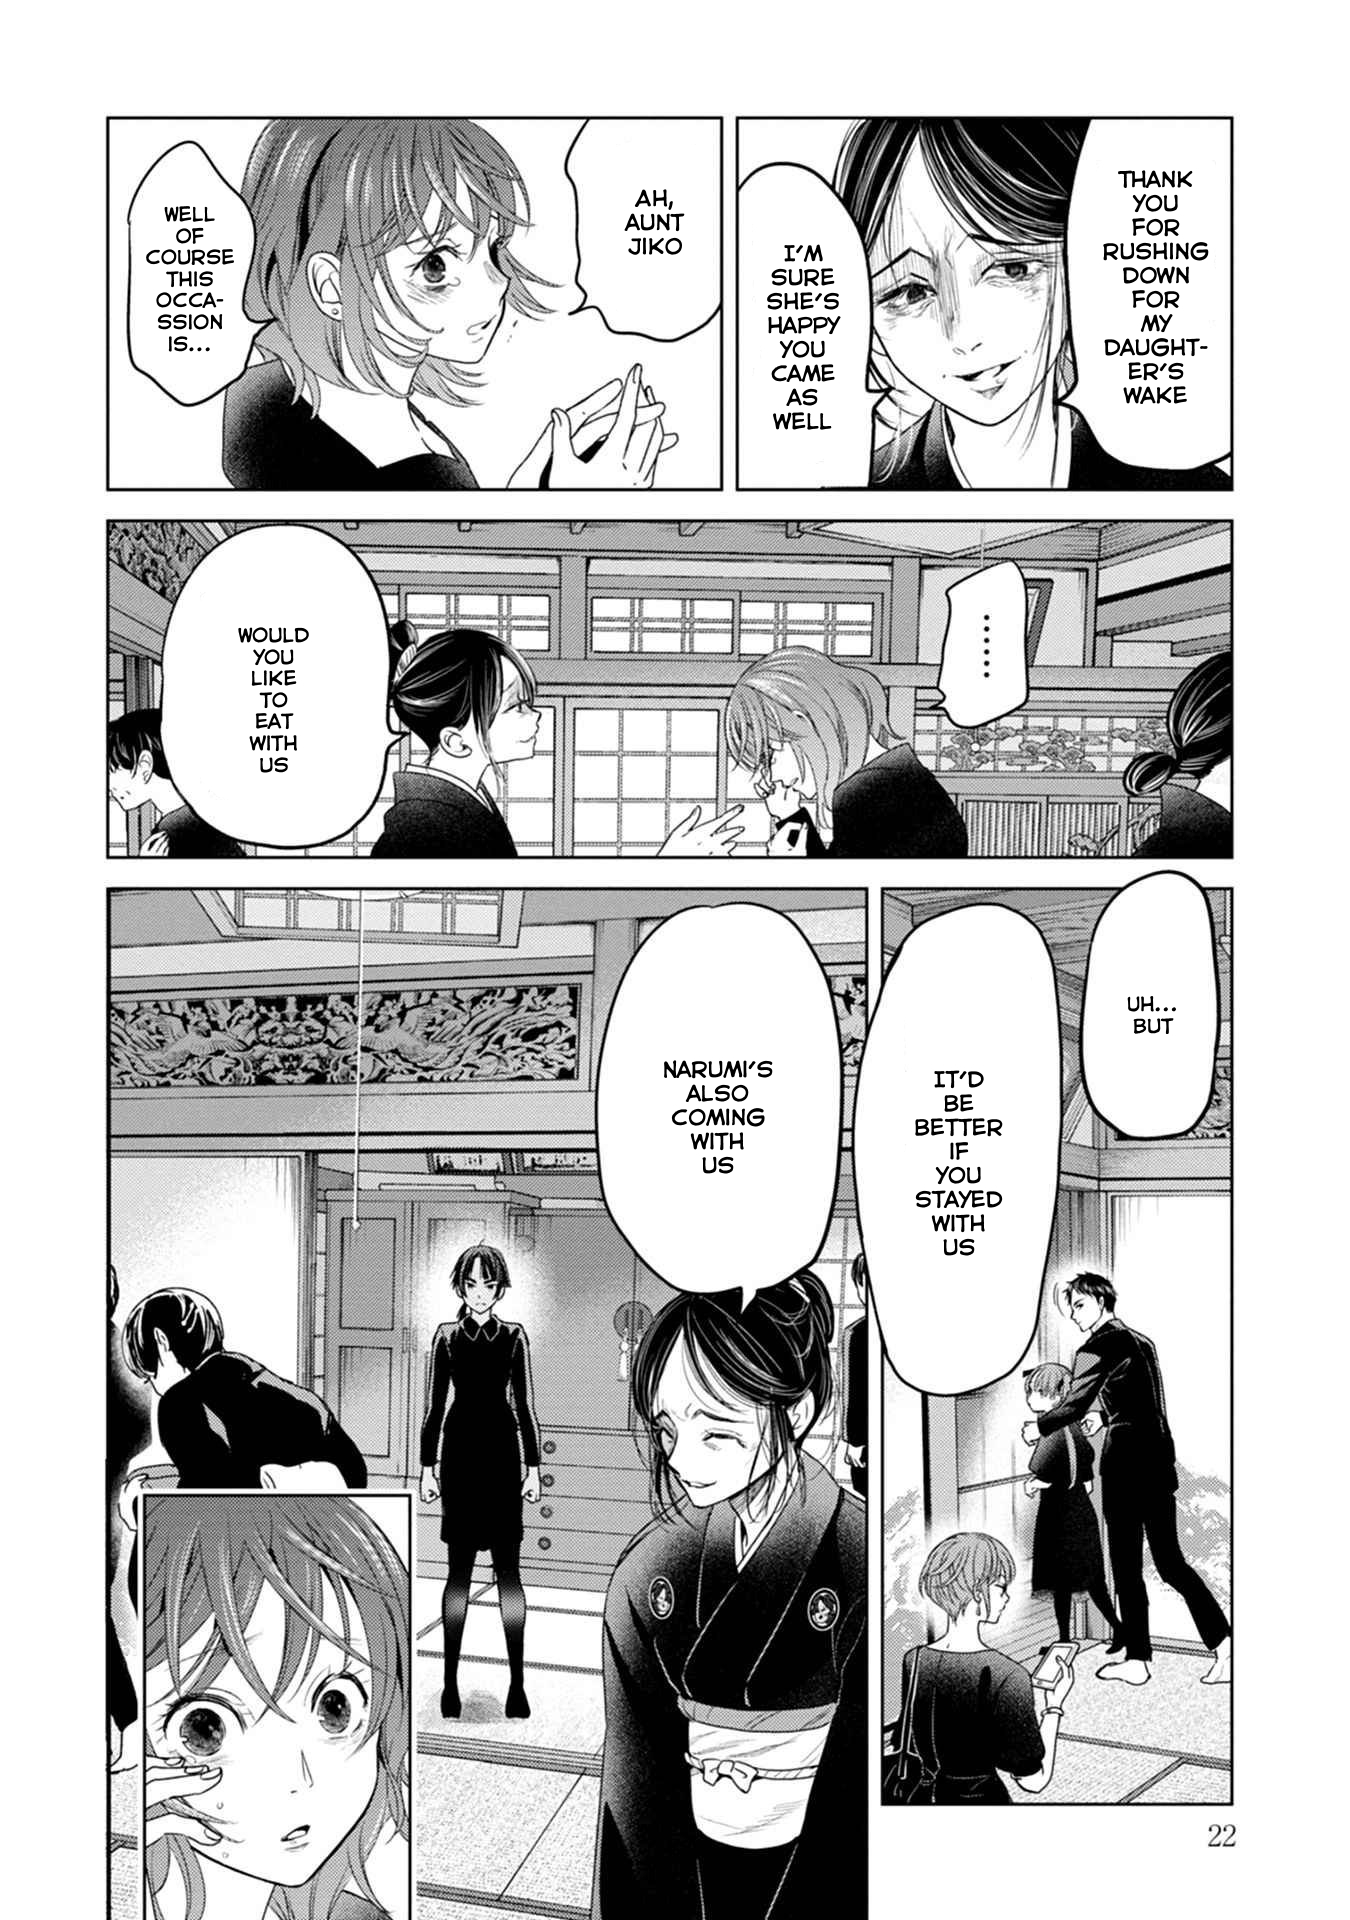 THANK
YOU
FOR
RUSHING
DOWN
FOR
MY
DAUGHT-
ER'S
WAKE
I'M
SURE
SHE'S
HAPPY
YOU
CAME
AS
WELL
AH,
AUNT
JIKO
WELL
OF
COURSE
THIS
OCCA-
SSION
IS...
......
WOULD
YOU
LIKE
TO
EAT
WITH
US
UH...
BUT
IT'D
BE
BETTER
IF
YOU
STAYED
WITH
US
NARUMI'S
ALSO
COMING
WITH
US
22